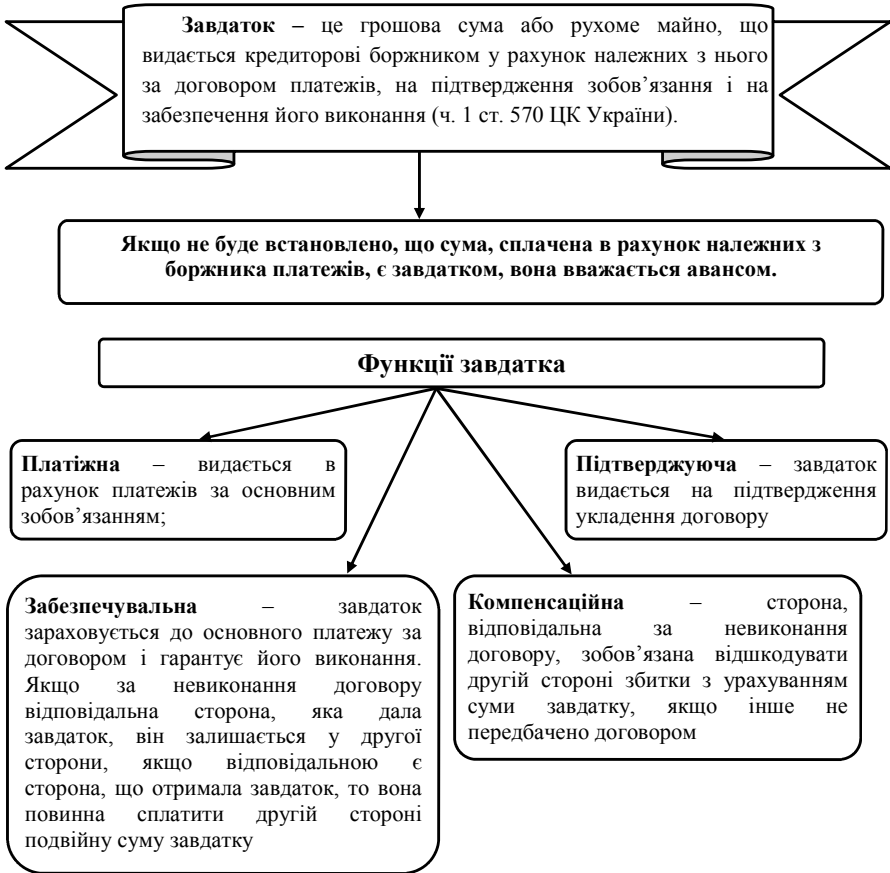 Завдаток – це грошова сума або рухоме майно, що
видається кредиторові боржником у рахунок належних з нього
за договором платежів, на підтвердження зобов’язання і на
забезпечення його виконання (ч. 1 ст. 570 ЦК України).
Якщо не буде встановлено, що сума, сплачена в рахунок належних з
боржника платежів, є завдатком, вона вважається авансом.
Функції завдатка
Платіжна – видається в
рахунок платежів за основним
зобов’язанням;
Підтверджуюча – завдаток
видається на підтвердження
укладення договору
Забезпечувальна – завдаток
зараховується до основного платежу за
договором і гарантує його виконання.
Якщо за невиконання договору
відповідальна сторона, яка дала
завдаток, він залишається у другої
сторони, якщо відповідальною є
сторона, що отримала завдаток, то вона
повинна сплатити другій стороні
подвійну суму завдатку
Компенсаційна – сторона,
відповідальна за невиконання
договору, зобов’язана відшкодувати
другій стороні збитки з урахуванням
суми завдатку, якщо інше не
передбачено договором